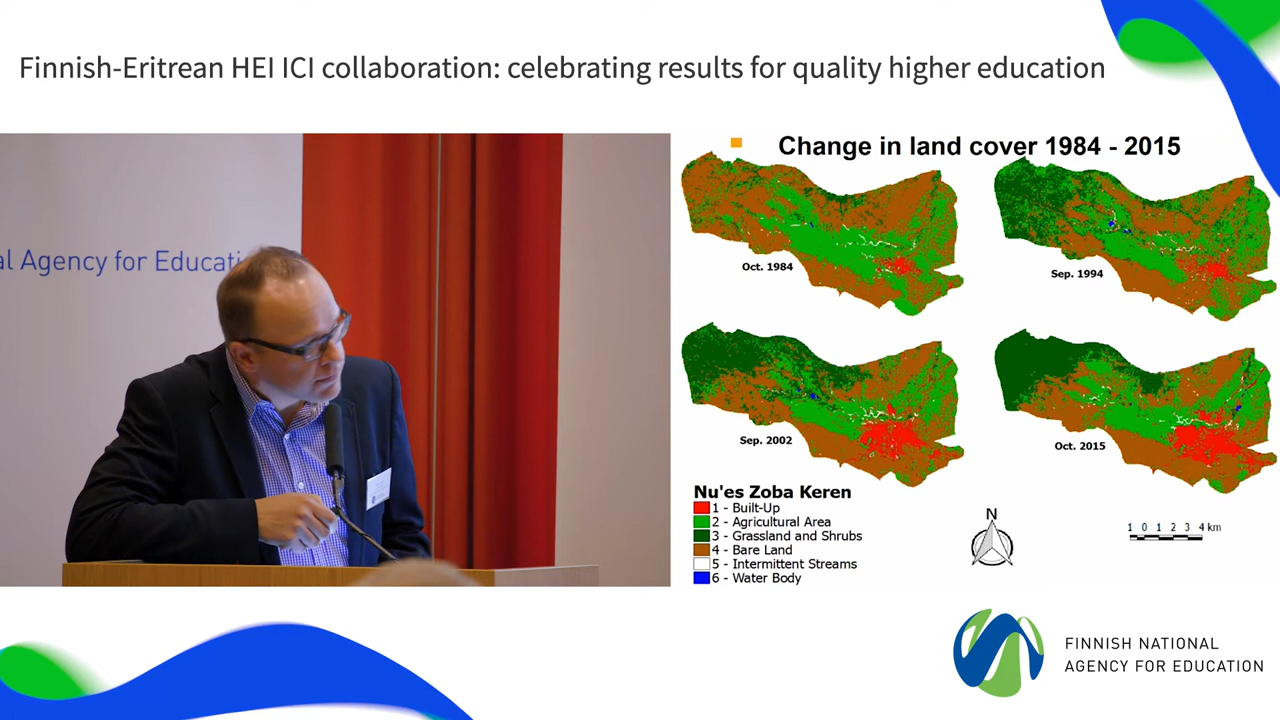 Finnish-Eritrean HEI ICI collaboration: celebrating results for quality higher education
al Agency for Educati
Change in land cover 1984 - 2015
Oct. 1984
Sep. 1994
Sep. 2002
Oct. 2015
Nu'es Zoba Keren
1 - Built-Up
2 - Agricultural Area
3 - Grassland and Shrubs
4 - Bare Land
5 - Intermittent Streams
6 - Water Body
N
1 0 1 2 3 4 km
FINNISH NATIONAL
AGENCY FOR EDUCATION